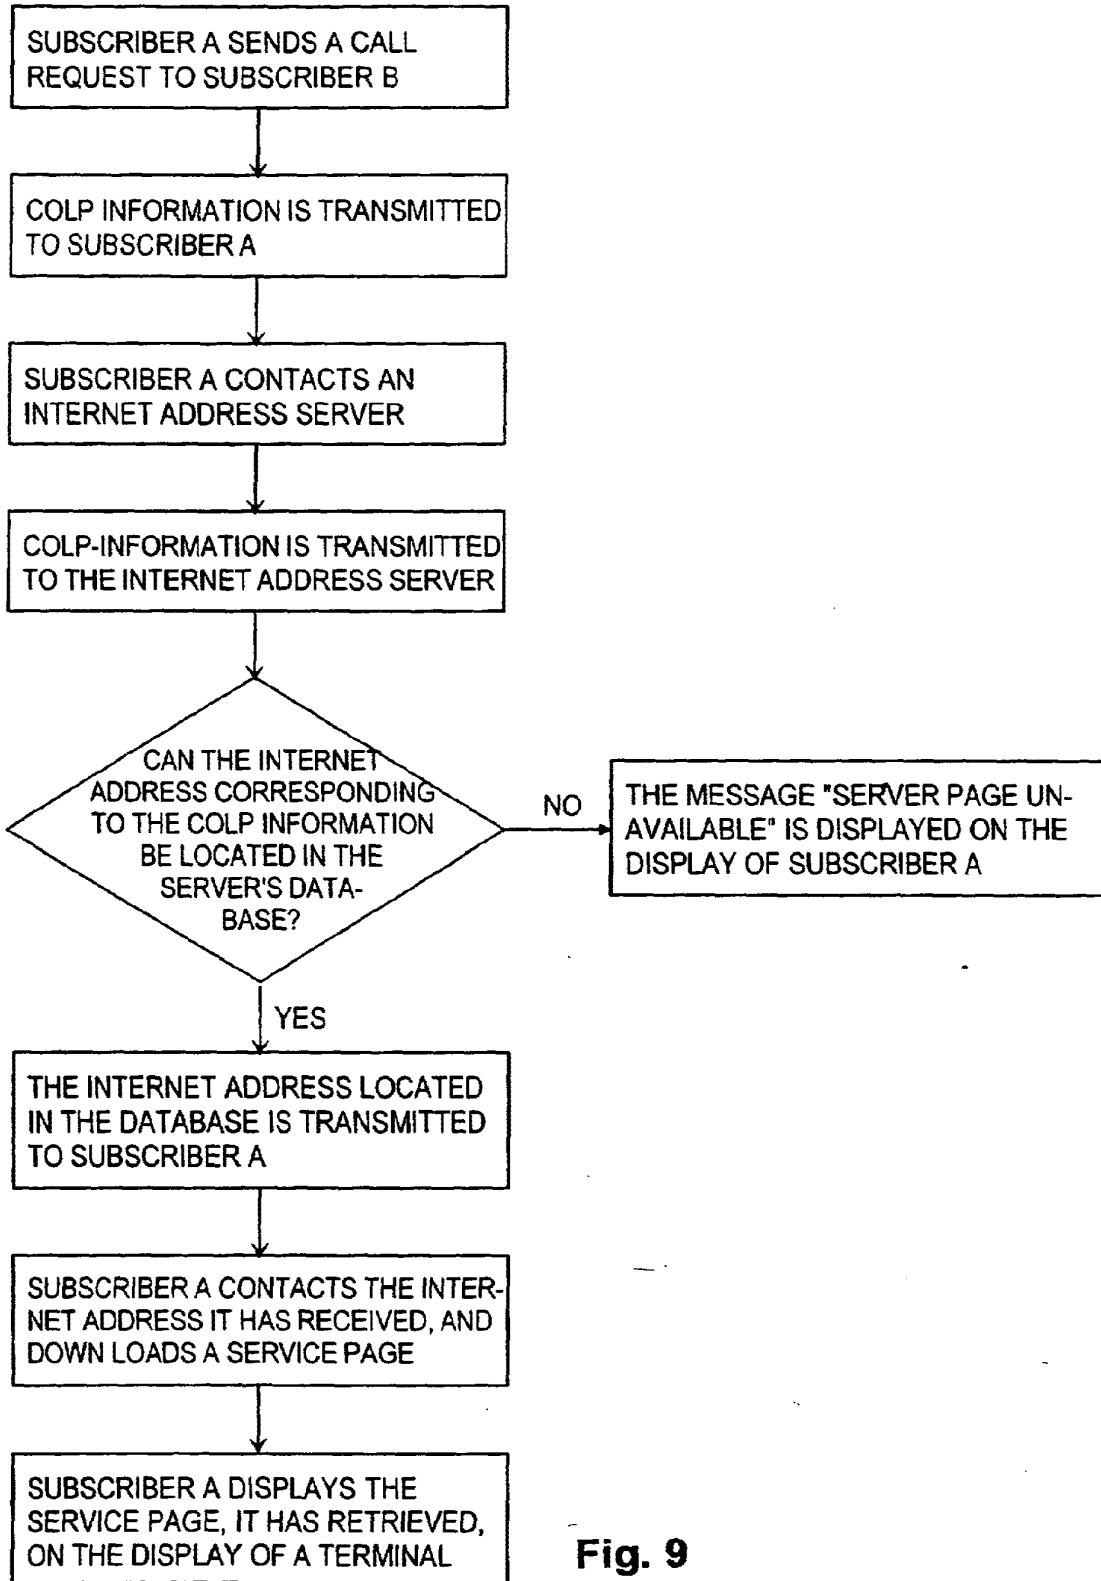 SUBSCRIBER A SENDS A CALL
REQUEST TO SUBSCRIBER B
COLP INFORMATION IS TRANSMITTED
TO SUBSCRIBER A
SUBSCRIBER A CONTACTS AN
INTERNET ADDRESS SERVER
COLP-INFORMATION IS TRANSMITTED
TO THE INTERNET ADDRESS SERVER
CAN THE INTERNET
ADDRESS CORRESPONDING
TO THE COLP INFORMATION
BE LOCATED IN THE
SERVER'S DATA-
BASE?
NO
THE MESSAGE "SERVER PAGE UN-
AVAILABLE" IS DISPLAYED ON THE
DISPLAY OF SUBSCRIBER A
YES
THE INTERNET ADDRESS LOCATED
IN THE DATABASE IS TRANSMITTED
TO SUBSCRIBER A
SUBSCRIBER A CONTACTS THE INTER-
NET ADDRESS IT HAS RECEIVED, AND
DOWN LOADS A SERVICE PAGE
SUBSCRIBER A DISPLAYS THE
SERVICE PAGE, IT HAS RETRIEVED,
ON THE DISPLAY OF A TERMINAL
Fig. 9